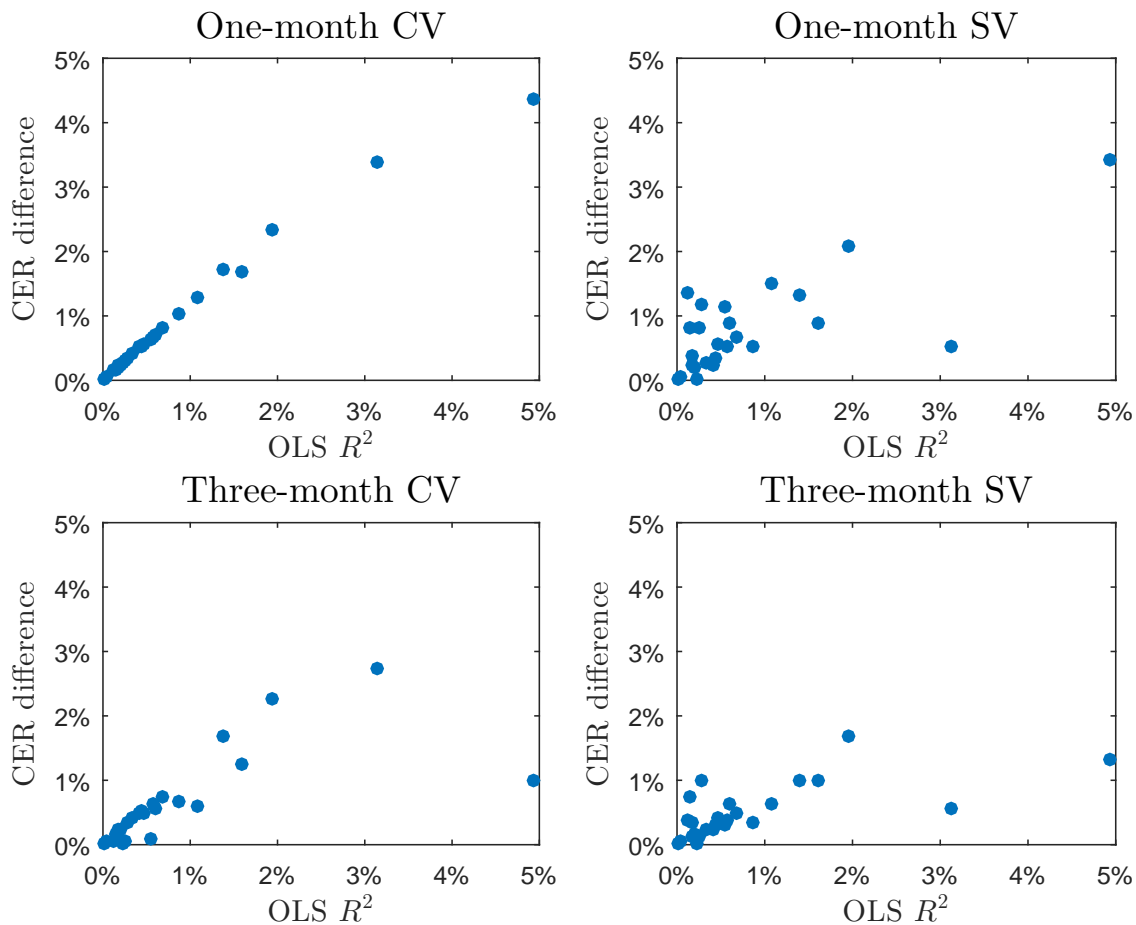 One-month CV
5%
4%
3%
2%
1%
0%
CER difference
0% 1% 2% 3% 4% 5%
OLS R²
One-month SV
5%
4%
3%
2%
1%
0%
CER difference
0% 1% 2% 3% 4% 5%
OLS R²
Three-month CV
5%
4%
3%
2%
1%
0%
CER difference
0% 1% 2% 3% 4% 5%
OLS R²
Three-month SV
5%
4%
3%
2%
1%
0%
CER difference
0% 1% 2% 3% 4% 5%
OLS R²